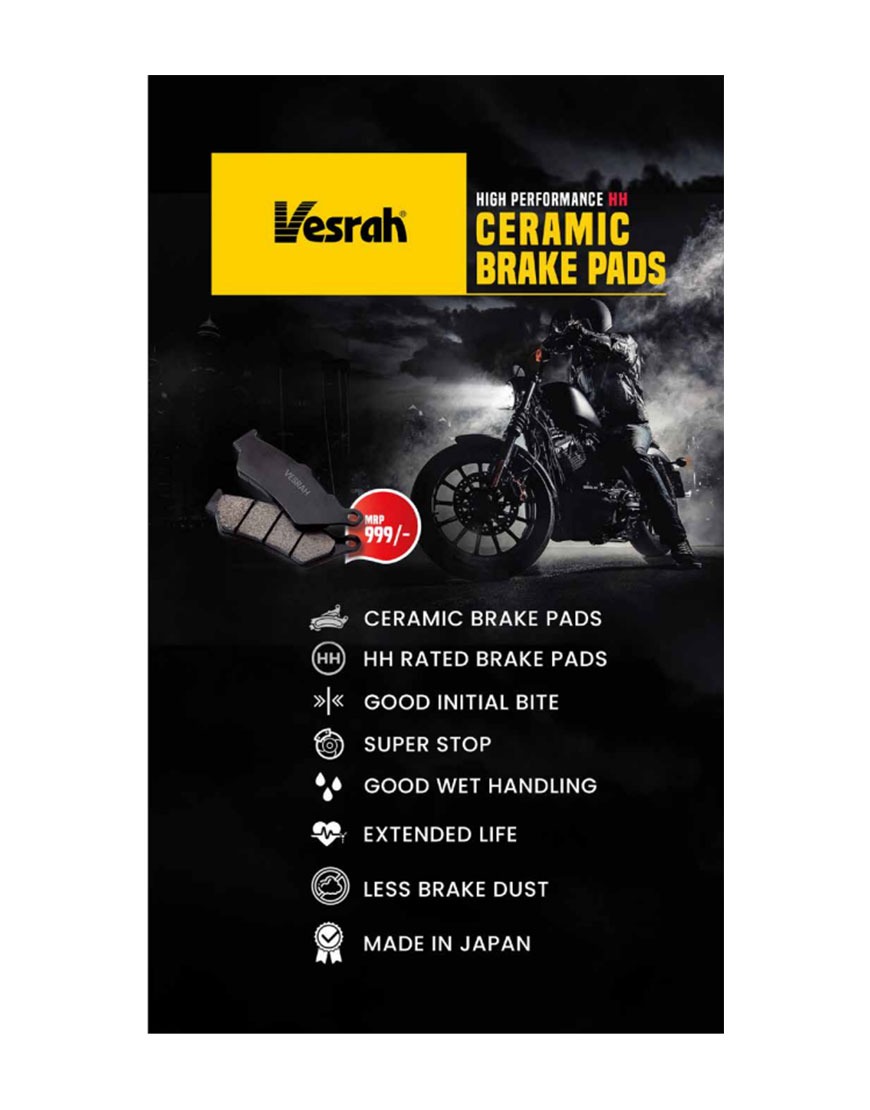 Vesrah®
HIGH PERFORMANCE HH
CERAMIC
BRAKE PADS
VESRAH
MRP
999/-
CERAMIC BRAKE PADS
HH
HH RATED BRAKE PADS
GOOD INITIAL BITE
SUPER STOP
GOOD WET HANDLING
EXTENDED LIFE
LESS BRAKE DUST
MADE IN JAPAN